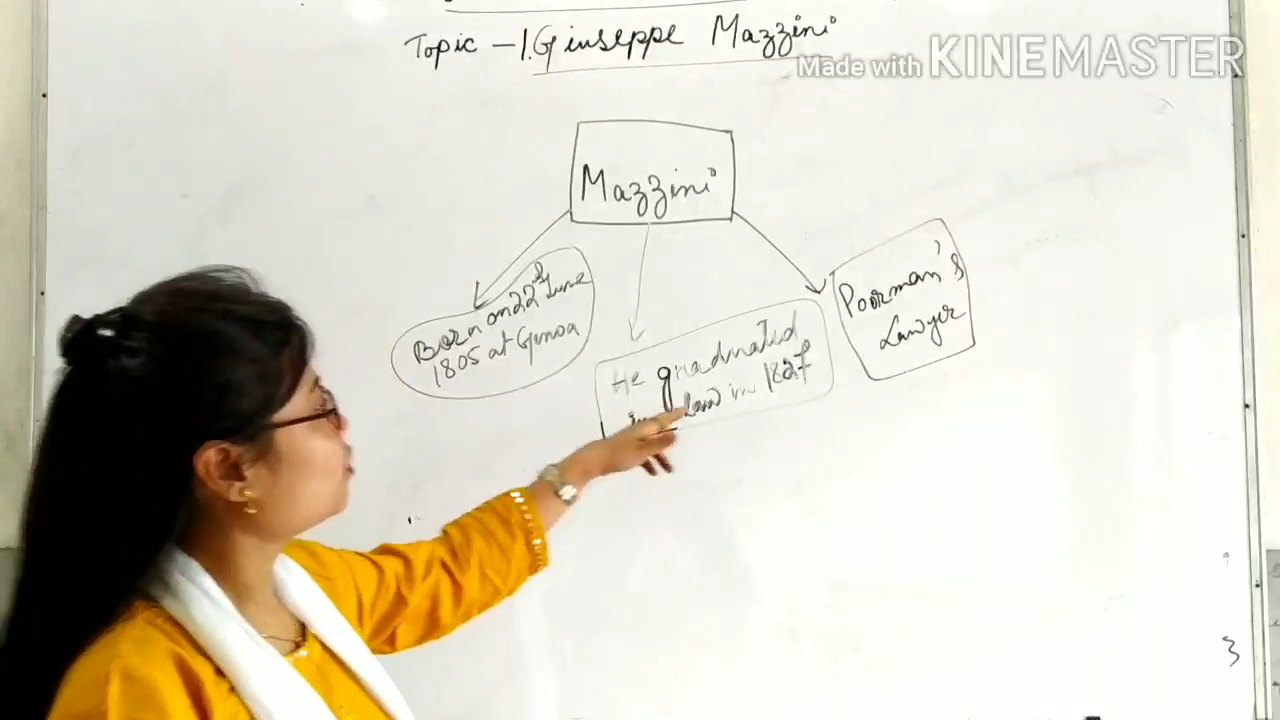 Topic - 1. Giuseppe Mazzini
Made with KINEMASTER
Mazzini
Born on 22nd June
1805 at Genoa
He graduated
in Law in 1827
Poorman's
Lawyer
3